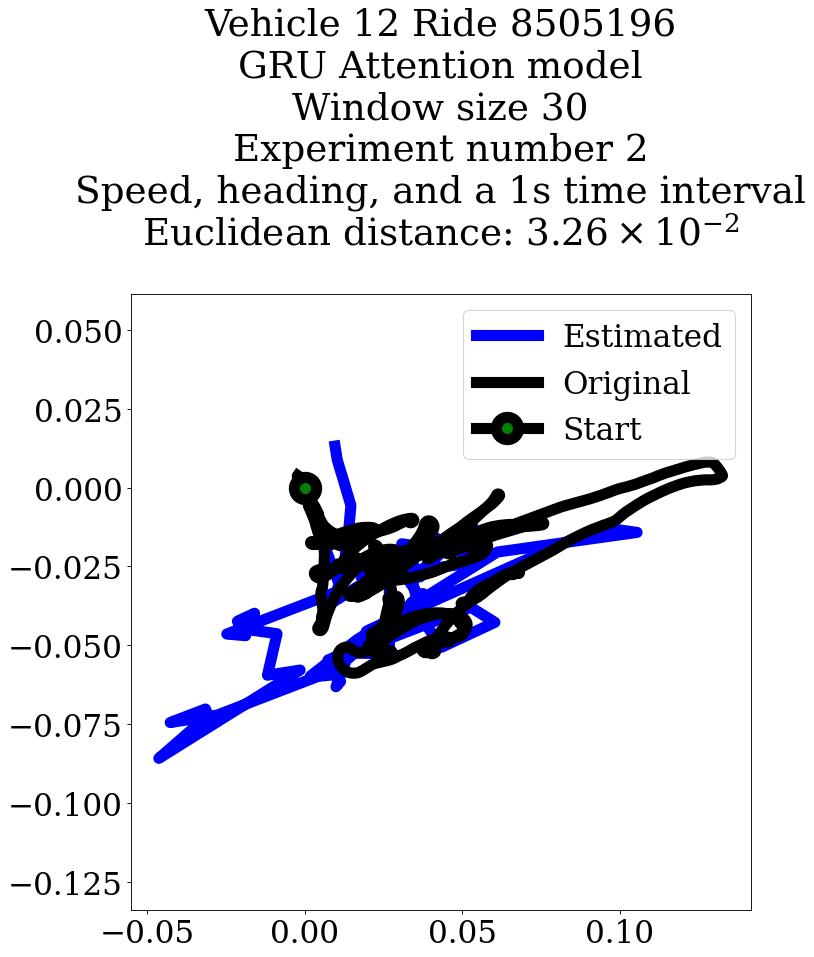 Vehicle 12 Ride 8505196
GRU Attention model
Window size 30
Experiment number 2
Speed, heading, and a 1s time interval
Euclidean distance: 3.26 × 10⁻²
Estimated
Original
Start
0.050
0.025
0.000
−0.025
−0.050
−0.075
−0.100
−0.125
−0.05 0.00 0.05 0.10